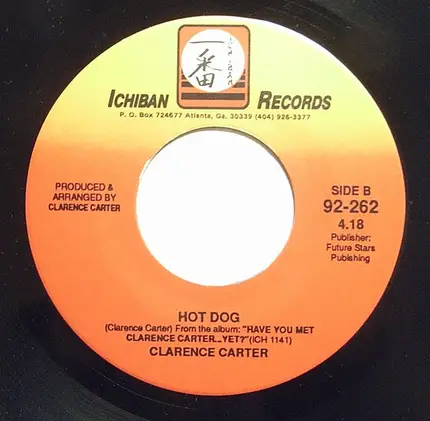 一番
ICHIBAN RECORDS
P. O. Box 724677 Atlanta, Ga. 30339 (404) 926-3377
PRODUCED &
ARRANGED BY
CLARENCE CARTER
SIDE B
92-262
4.18
Publisher:
Future Stars
Publishing
HOT DOG
(Clarence Carter) From the album: "HAVE YOU MET
CLARENCE CARTER...YET?"(ICH 1141)
CLARENCE CARTER